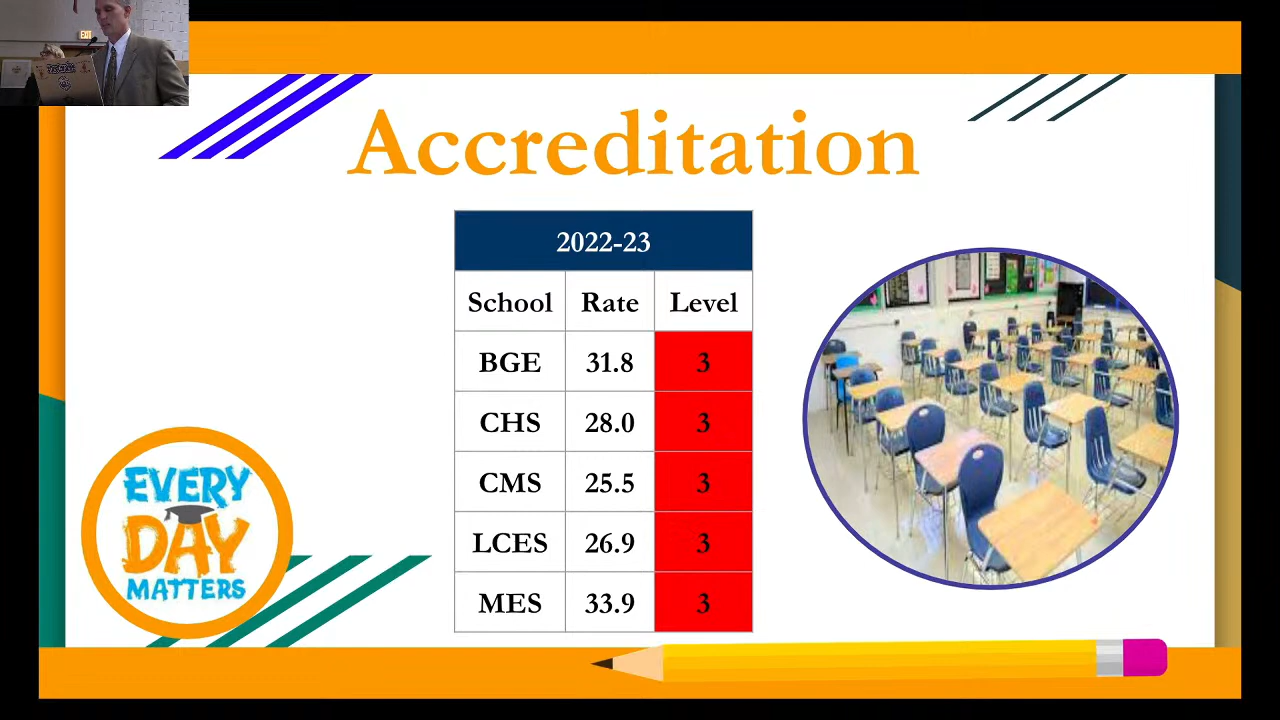 EXIT
Accreditation
2022-23
School Rate Level
BGE 31.8 3
CHS 28.0 3
CMS 25.5 3
LCES 26.9 3
MES 33.9 3
EVERY
DAY
MATTERS